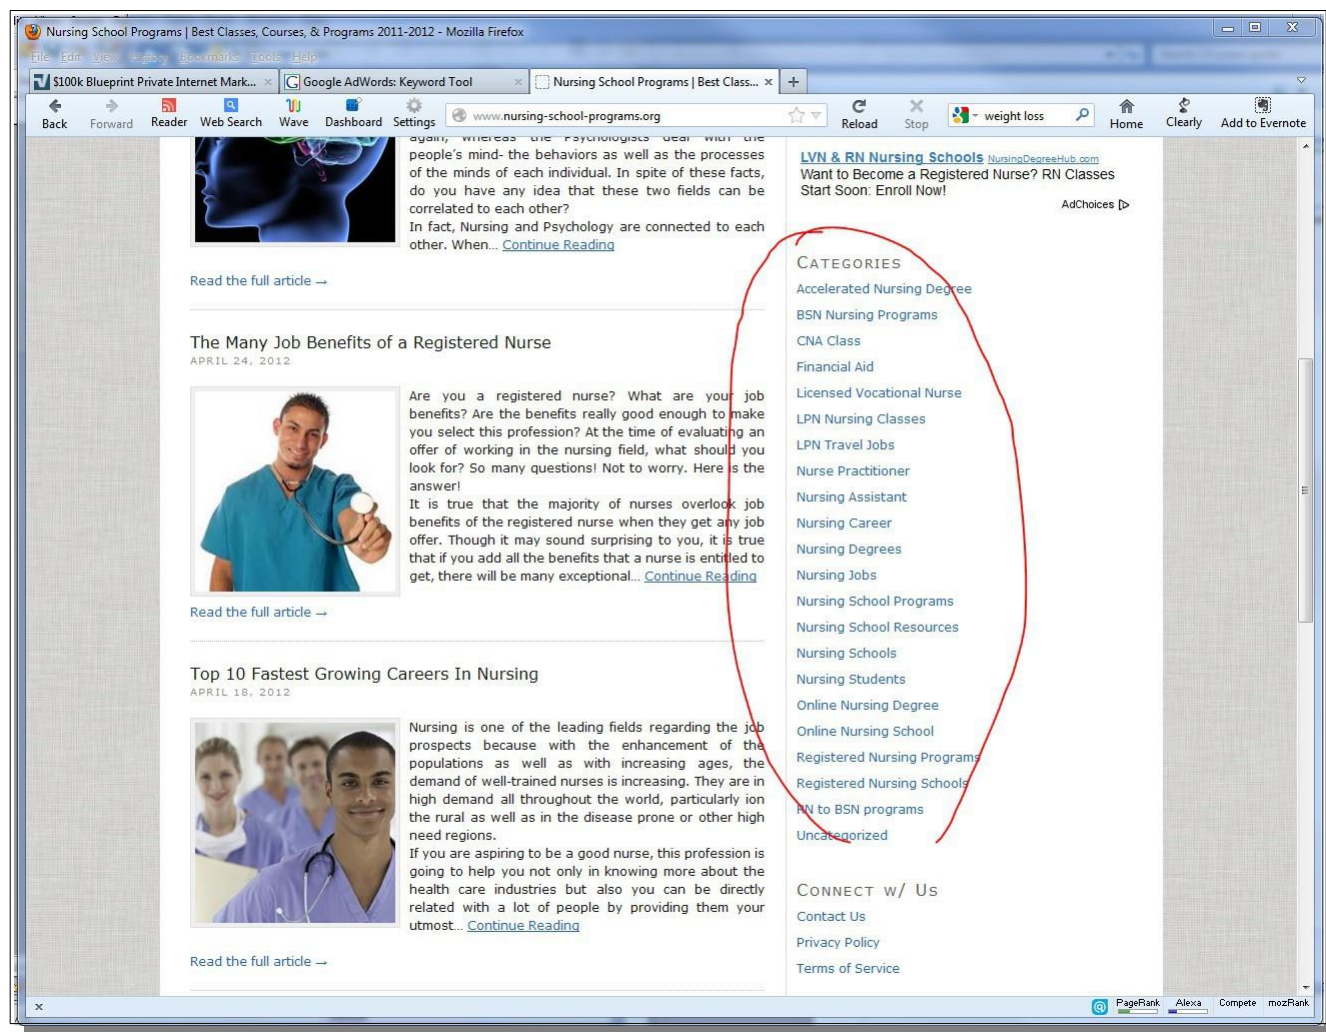 Nursing School Programs | Best Classes, Courses, & Programs 2011-2012 - Mozilla Firefox
File Edit View History Bookmarks Tools Help
$100k Blueprint Private Internet Mark...
Google AdWords: Keyword Tool
Nursing School Programs | Best Class...
Back Forward Reader Web Search Wave Dashboard Settings www.nursing-school-programs.org Reload Stop weight loss Home Clearly Add to Evernote
again, whereas the Psychologists deal with the
people's mind- the behaviors as well as the processes
of the minds of each individual. In spite of these facts,
do you have any idea that these two fields can be
correlated to each other?
In fact, Nursing and Psychology are connected to each
other. When... Continue Reading
Read the full article →
The Many Job Benefits of a Registered Nurse
APRIL 24, 2012
Are you a registered nurse? What are your job
benefits? Are the benefits really good enough to make
you select this profession? At the time of evaluating an
offer of working in the nursing field, what should you
look for? So many questions! Not to worry. Here is the
answer!
It is true that the majority of nurses overlook job
benefits of the registered nurse when they get any job
offer. Though it may sound surprising to you, it is true
that if you add all the benefits that a nurse is entitled to
get, there will be many exceptional... Continue Reading
Read the full article →
Top 10 Fastest Growing Careers In Nursing
APRIL 18, 2012
Nursing is one of the leading fields regarding the job
prospects because with the enhancement of the
populations as well as with increasing ages, the
demand of well-trained nurses is increasing. They are in
high demand all throughout the world, particularly ion
the rural as well as in the disease prone or other high
need regions.
If you are aspiring to be a good nurse, this profession is
going to help you not only in knowing more about the
health care industries but also you can be directly
related with a lot of people by providing them your
utmost... Continue Reading
Read the full article →
LVN & RN Nursing Schools NursingDegreeHub.com
Want to Become a Registered Nurse? RN Classes
Start Soon: Enroll Now!
AdChoices
CATEGORIES
Accelerated Nursing Degree
BSN Nursing Programs
CNA Class
Financial Aid
Licensed Vocational Nurse
LPN Nursing Classes
LPN Travel Jobs
Nurse Practitioner
Nursing Assistant
Nursing Career
Nursing Degrees
Nursing Jobs
Nursing School Programs
Nursing School Resources
Nursing Schools
Nursing Students
Online Nursing Degree
Online Nursing School
Registered Nursing Programs
Registered Nursing Schools
RN to BSN programs
Uncategorized
CONNECT W/ US
Contact Us
Privacy Policy
Terms of Service
x
PageRank Alexa Compete mozRank